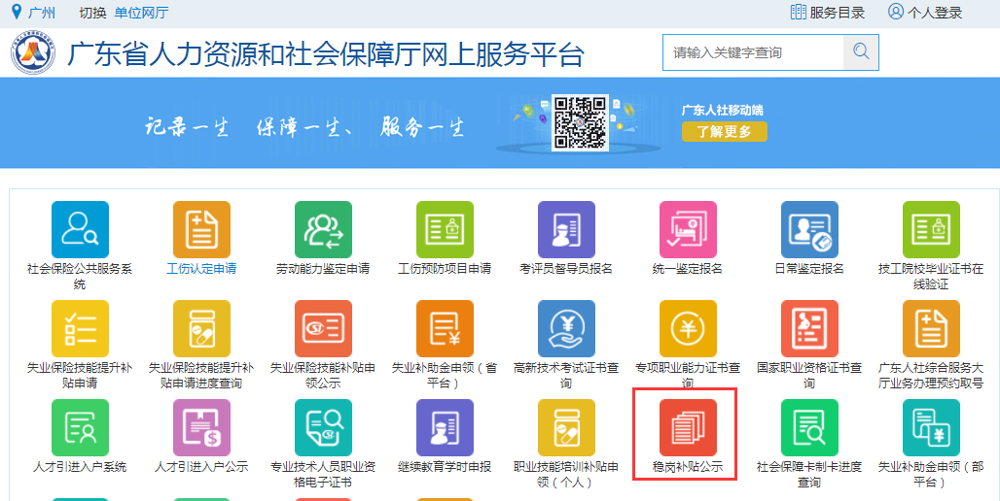 广州 切换 单位网厅 服务目录 个人登录
广东省人力资源和社会保障厅网上服务平台 请输入关键字查询
记录一生 保障一生、 服务一生
广东人社移动端
了解更多
社会保险公共服务系
统
工伤认定申请
劳动能力鉴定申请
工伤预防项目申请
考评员督导员报名
统一鉴定报名
日常鉴定报名
技工院校毕业证书在
线验证
失业保险技能提升补
贴申请
失业保险技能提升补
贴申请进度查询
失业保险技能补贴申
领公示
失业补助金申领（省
平台）
高新技术考试证书查
询
专项职业能力证书查
询
国家职业资格证书查
询
广东人社综合服务大
厅业务办理预约取号
人才引进入户系统
人才引进入户公示
专业技术人员职业资
格电子证书
继续教育学时申报
职业技能培训补贴申
领（个人）
稳岗补贴公示
社会保障卡制卡进度
查询
失业补助金申领（部
平台）